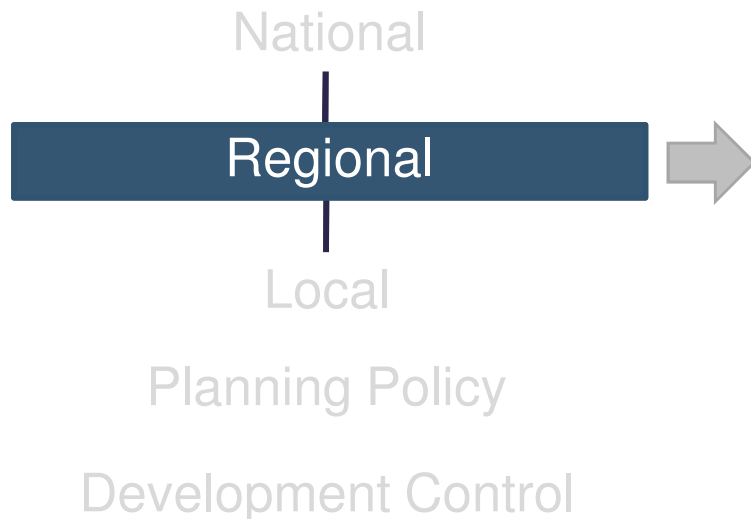 National
Regional
Local
Planning Policy
Development Control